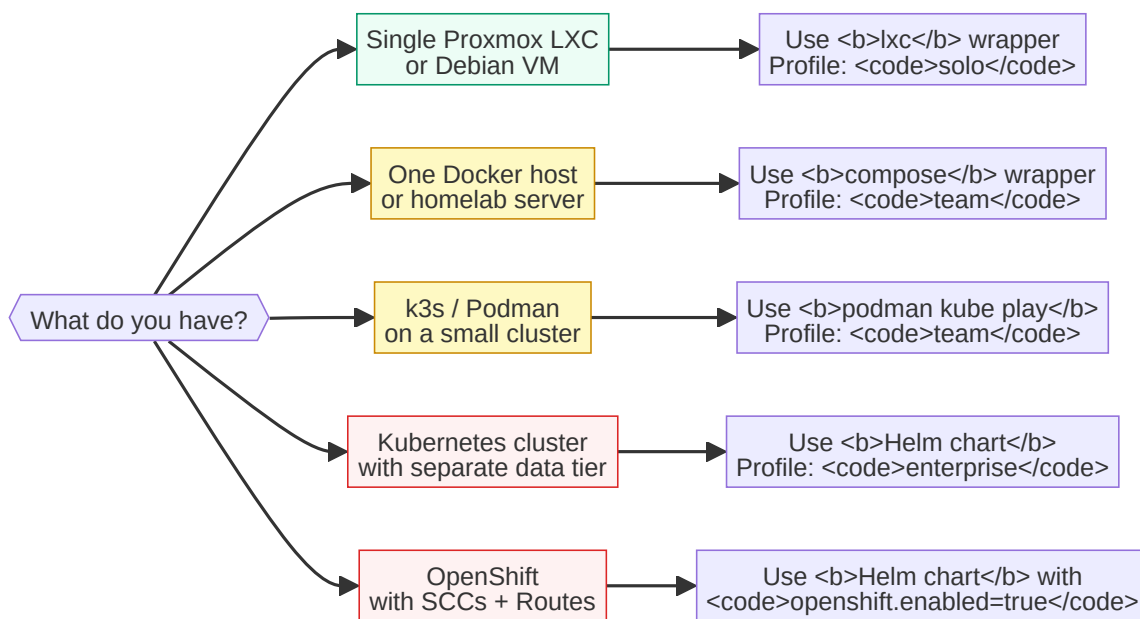 What do you have?
Single Proxmox LXC
or Debian VM
Use <b>lxc</b> wrapper
Profile: <code>solo</code>
One Docker host
or homelab server
Use <b>compose</b> wrapper
Profile: <code>team</code>
k3s / Podman
on a small cluster
Use <b>podman kube play</b>
Profile: <code>team</code>
Kubernetes cluster
with separate data tier
Use <b>Helm chart</b>
Profile: <code>enterprise</code>
OpenShift
with SCCs + Routes
Use <b>Helm chart</b> with
<code>openshift.enabled=true</code>